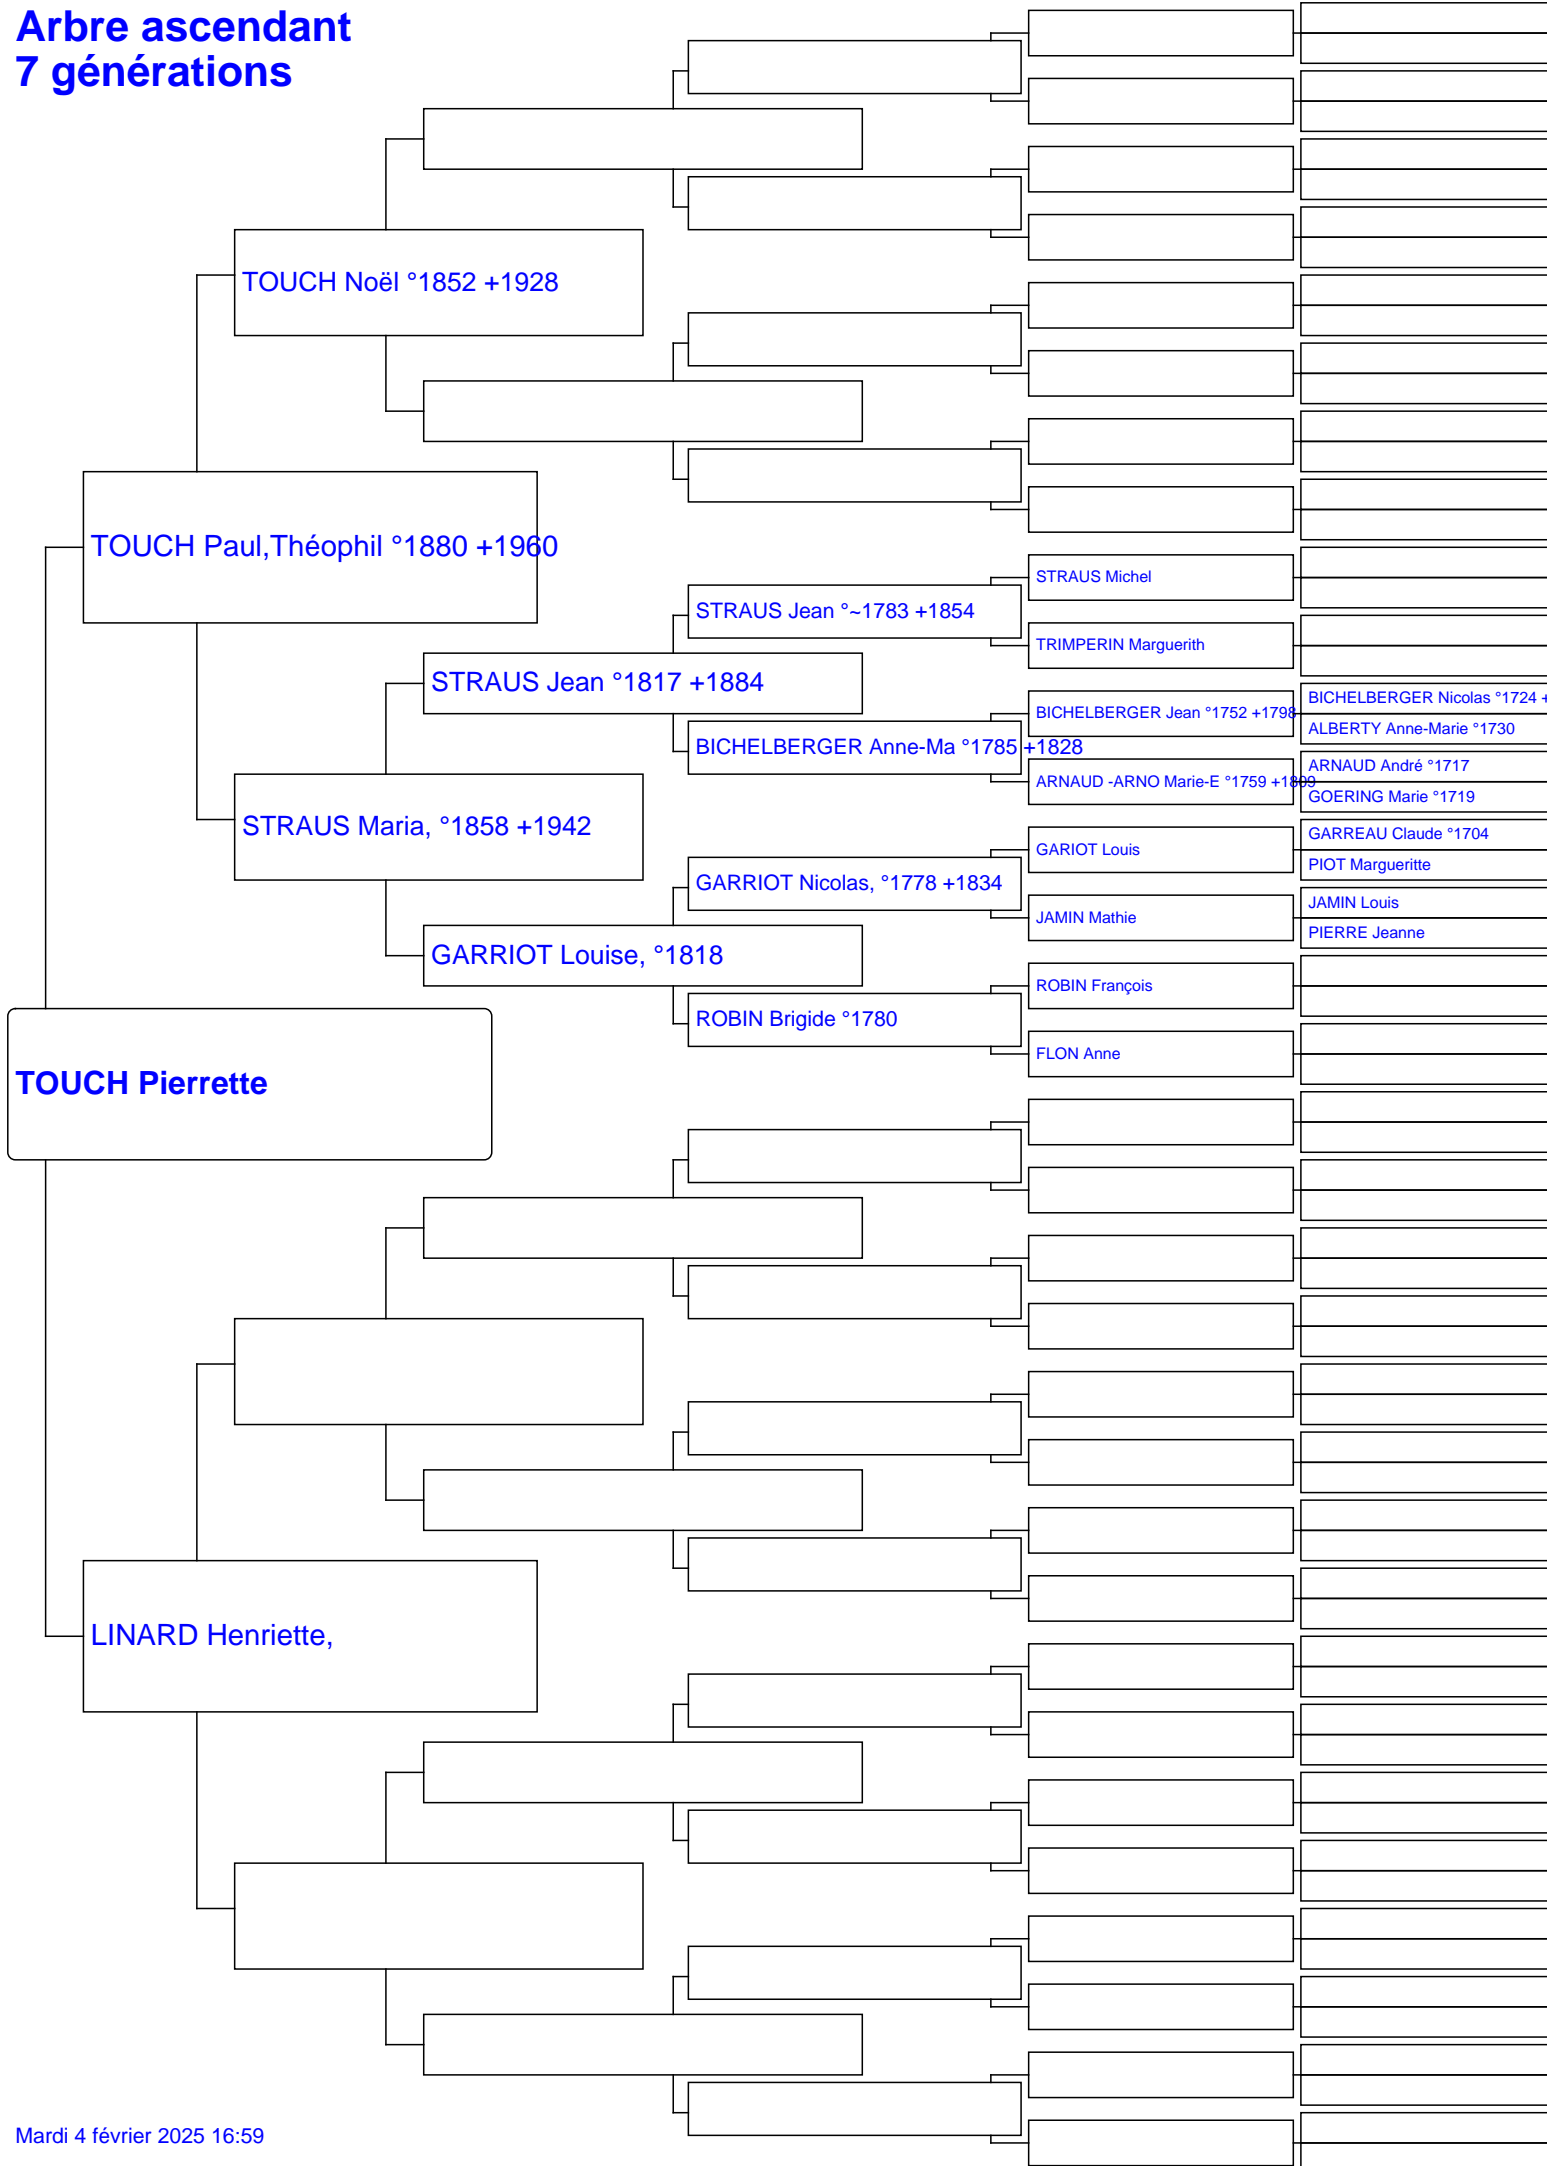 Arbre ascendant
7 générations
TOUCH Noël °1852 +1928
TOUCH Paul,Théophil °1880 +1960
STRAUS Michel
STRAUS Jean °~1783 +1854
TRIMPERIN Marguerith
STRAUS Jean °1817 +1884
BICHELBERGER Nicolas °1724 +
BICHELBERGER Jean °1752 +1798
ALBERTY Anne-Marie °1730
BICHELBERGER Anne-Ma °1785 +1828
ARNAUD André °1717
ARNAUD -ARNO Marie-E °1759 +1809
GOERING Marie °1719
STRAUS Maria, °1858 +1942
GARREAU Claude °1704
GARIOT Louis
PIOT Margueritte
GARRIOT Nicolas, °1778 +1834
JAMIN Louis
JAMIN Mathie
PIERRE Jeanne
GARRIOT Louise, °1818
ROBIN François
ROBIN Brigide °1780
FLON Anne
TOUCH Pierrette
LINARD Henriette,
Mardi 4 février 2025 16:59